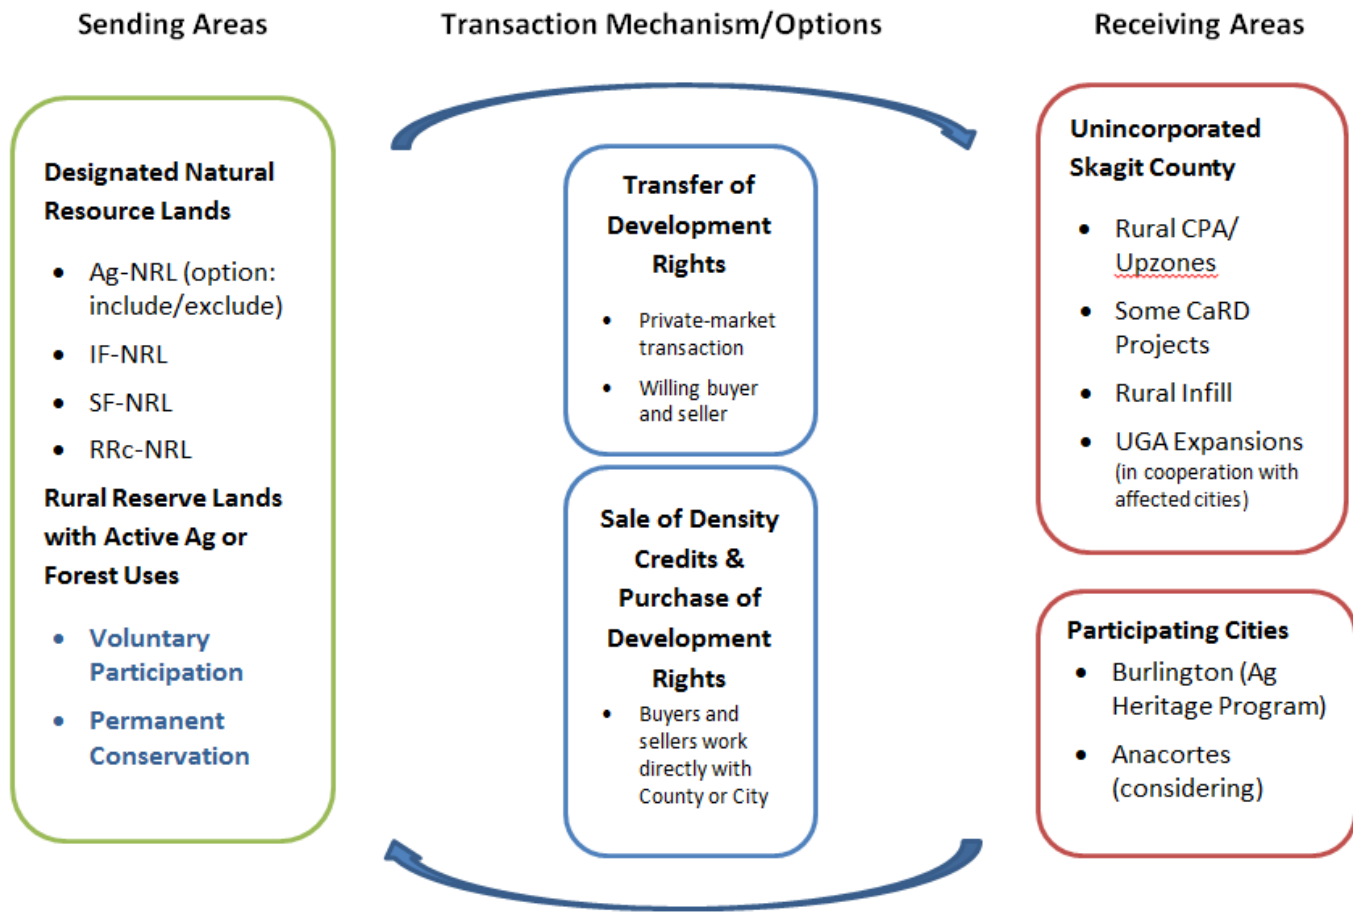 Sending Areas
Transaction Mechanism/Options
Receiving Areas
Designated Natural
Resource Lands
• Ag-NRL (option:
include/exclude)
• IF-NRL
• SF-NRL
• RRc-NRL
Rural Reserve Lands
with Active Ag or
Forest Uses
• Voluntary
Participation
• Permanent
Conservation
Transfer of
Development
Rights
• Private-market
transaction
• Willing buyer
and seller
Sale of Density
Credits &
Purchase of
Development
Rights
• Buyers and
sellers work
directly with
County or City
Unincorporated
Skagit County
• Rural CPA/
Upzones
• Some CaRD
Projects
• Rural Infill
• UGA Expansions
(in cooperation with
affected cities)
Participating Cities
• Burlington (Ag
Heritage Program)
• Anacortes
(considering)